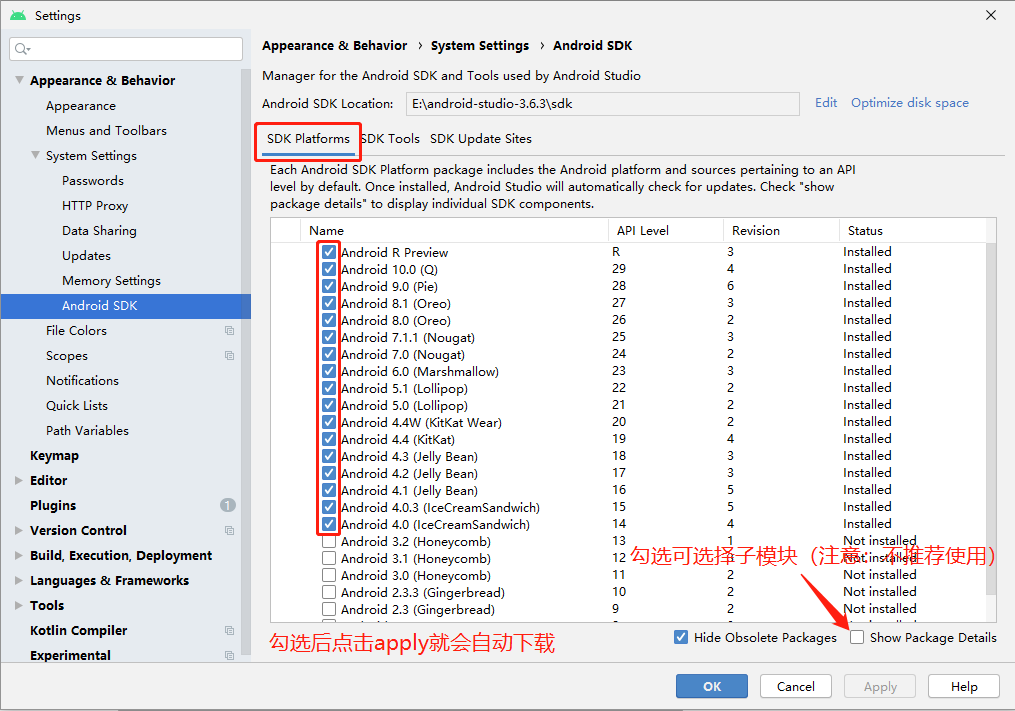 Settings
Appearance & Behavior › System Settings › Android SDK
Manager for the Android SDK and Tools used by Android Studio
Android SDK Location: E:\android-studio-3.6.3\sdk Edit Optimize disk space
SDK Platforms SDK Tools SDK Update Sites
Each Android SDK Platform package includes the Android platform and sources pertaining to an API
level by default. Once installed, Android Studio will automatically check for updates. Check "show
package details" to display individual SDK components.
Appearance & Behavior
Appearance
Menus and Toolbars
System Settings
Passwords
HTTP Proxy
Data Sharing
Updates
Memory Settings
Android SDK
File Colors
Scopes
Notifications
Quick Lists
Path Variables
Keymap
Editor
Plugins 1
Version Control
Build, Execution, Deployment
Languages & Frameworks
Tools
Kotlin Compiler
Experimental
Name API Level Revision Status
Android R Preview R 3 Installed
Android 10.0 (Q) 29 4 Installed
Android 9.0 (Pie) 28 6 Installed
Android 8.1 (Oreo) 27 3 Installed
Android 8.0 (Oreo) 26 2 Installed
Android 7.1.1 (Nougat) 25 3 Installed
Android 7.0 (Nougat) 24 2 Installed
Android 6.0 (Marshmallow) 23 3 Installed
Android 5.1 (Lollipop) 22 2 Installed
Android 5.0 (Lollipop) 21 2 Installed
Android 4.4W (KitKat Wear) 20 2 Installed
Android 4.4 (KitKat) 19 4 Installed
Android 4.3 (Jelly Bean) 18 3 Installed
Android 4.2 (Jelly Bean) 17 3 Installed
Android 4.1 (Jelly Bean) 16 5 Installed
Android 4.0.3 (IceCreamSandwich) 15 5 Installed
Android 4.0 (IceCreamSandwich) 14 4 Installed
Android 3.2 (Honeycomb) 13 1 Not installed
Android 3.1 (Honeycomb) 12 3 Not installed
Android 3.0 (Honeycomb) 11 2 Not installed
Android 2.3.3 (Gingerbread) 10 2 Not installed
Android 2.3 (Gingerbread) 9 2 Not installed
勾选可选择子模块（注意：不推荐使用）
勾选后点击apply就会自动下载
Hide Obsolete Packages Show Package Details
OK Cancel Apply Help